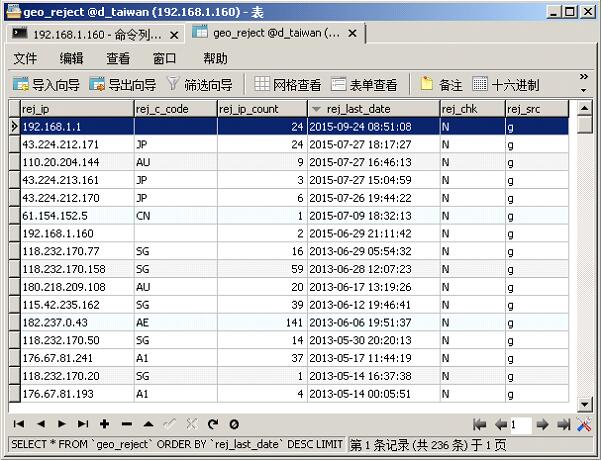 geo_reject @d_taiwan (192.168.1.160) - 表
192.168.1.160 - 命令列... geo_reject @d_taiwan (...
文件 编辑 查看 窗口 帮助
导入向导 导出向导 筛选向导 网格查看 表单查看 备注 十六进制 »
rej_ip rej_c_code rej_ip_count rej_last_date rej_chk rej_src
192.168.1.1 24 2015-09-24 08:51:08 N g
43.224.212.171 JP 24 2015-07-27 18:17:27 N g
110.20.204.144 AU 9 2015-07-27 16:46:13 N g
43.224.213.161 JP 3 2015-07-27 15:04:59 N g
43.224.212.170 JP 6 2015-07-26 19:44:22 N g
61.154.152.5 CN 1 2015-07-09 18:32:13 N g
192.168.1.160 2 2015-06-29 21:11:42 N g
118.232.170.77 SG 16 2013-06-29 05:54:32 N g
118.232.170.158 SG 59 2013-06-28 12:07:23 N g
180.218.209.108 AU 20 2013-06-17 13:19:26 N g
115.42.235.162 SG 39 2013-06-12 19:46:41 N g
182.237.0.43 AE 141 2013-06-06 19:51:37 N g
118.232.170.50 SG 14 2013-05-30 20:20:13 N g
176.67.81.241 A1 37 2013-05-17 11:44:19 N g
118.232.170.20 SG 1 2013-05-14 16:37:38 N g
176.67.81.193 A1 4 2013-05-14 00:05:51 N g
1
SELECT * FROM `geo_reject` ORDER BY `rej_last_date` DESC LIMIT 第 1 条记录 (共 236 条) 于 1 页